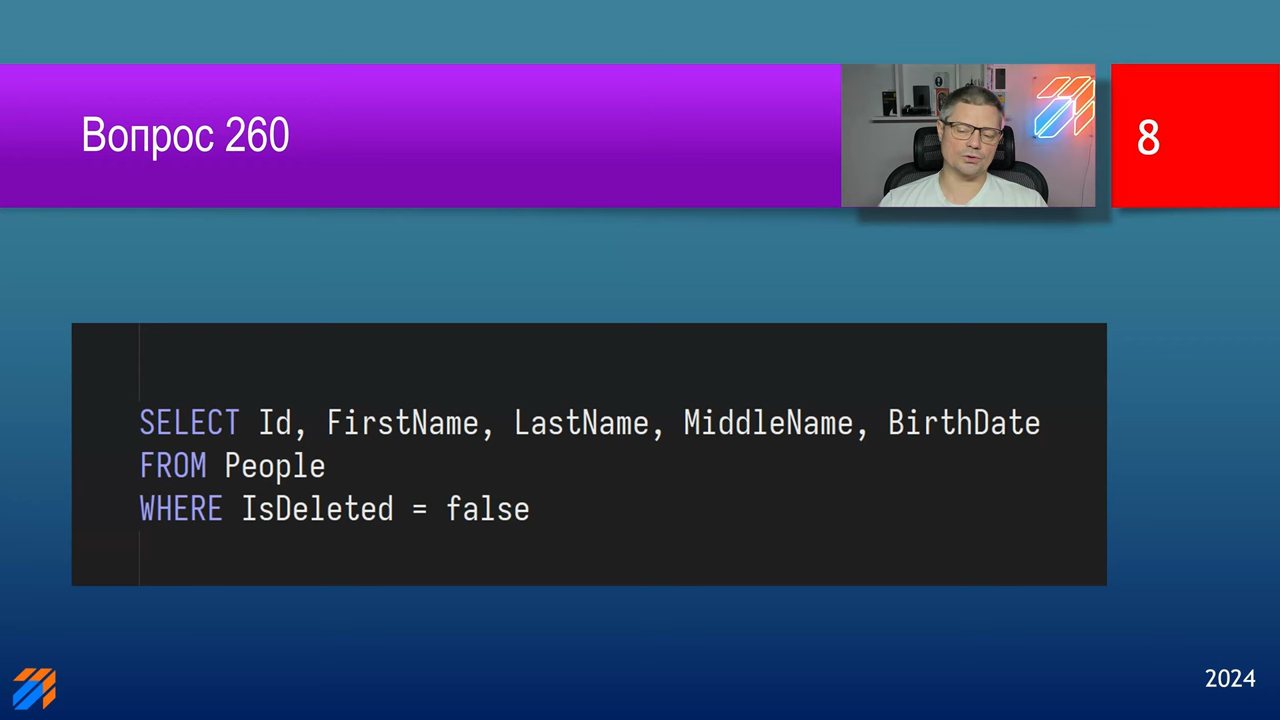 Вопрос 260
8
SELECT Id, FirstName, LastName, MiddleName, BirthDate
FROM People
WHERE IsDeleted = false
2024